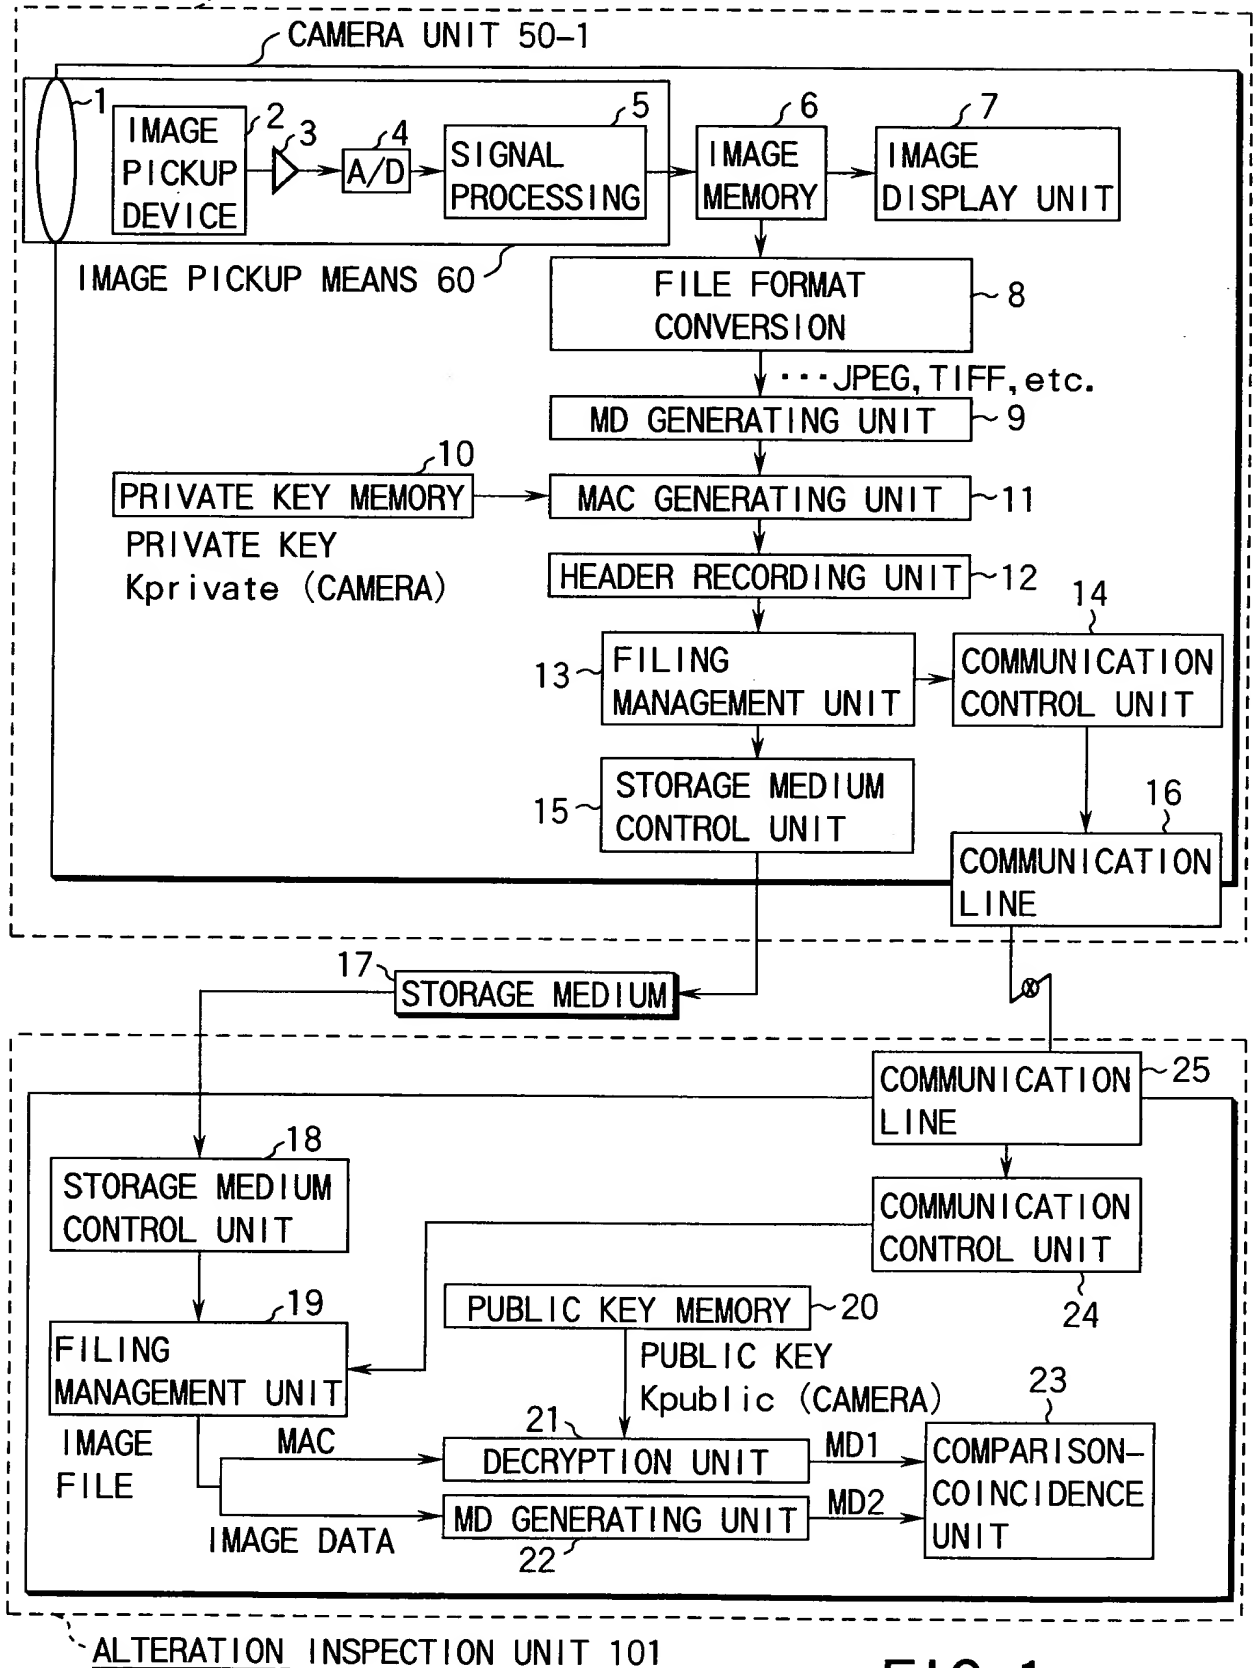 CAMERA UNIT 50-1
1
IMAGE
PICKUP
DEVICE
2
3
4
A/D
5
SIGNAL
PROCESSING
6
IMAGE
MEMORY
7
IMAGE
DISPLAY UNIT
IMAGE PICKUP MEANS 60
FILE FORMAT
CONVERSION
8
···JPEG, TIFF, etc.
MD GENERATING UNIT
9
10
PRIVATE KEY MEMORY
PRIVATE KEY
Kprivate (CAMERA)
MAC GENERATING UNIT
11
HEADER RECORDING UNIT
12
13
FILING
MANAGEMENT UNIT
14
COMMUNICATION
CONTROL UNIT
15
STORAGE MEDIUM
CONTROL UNIT
16
COMMUNICATION
LINE
17
STORAGE MEDIUM
X
COMMUNICATION
LINE
25
18
STORAGE MEDIUM
CONTROL UNIT
COMMUNICATION
CONTROL UNIT
24
19
FILING
MANAGEMENT UNIT
PUBLIC KEY MEMORY
20
PUBLIC KEY
Kpublic (CAMERA)
IMAGE
FILE
MAC
21
DECRYPTION UNIT
MD1
IMAGE DATA
MD GENERATING UNIT
22
MD2
23
COMPARISON-
COINCIDENCE
UNIT
ALTERATION INSPECTION UNIT 101